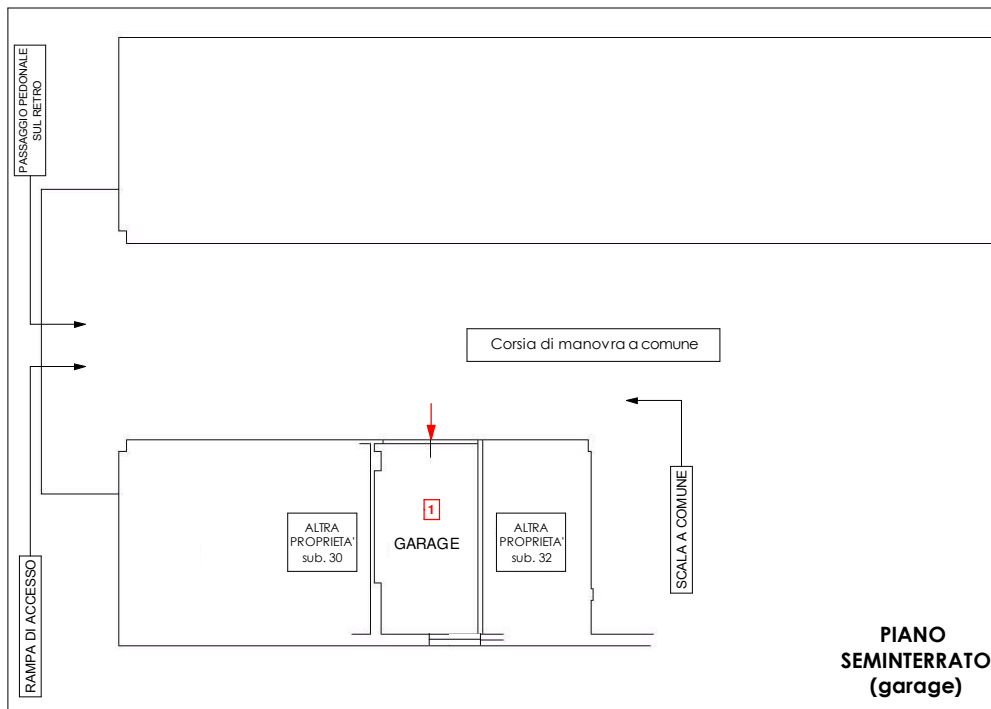 PASSAGGIO PEDONALE
SUL RETRO
Corsia di manovra a comune
1
GARAGE
ALTRA
PROPRIETA'
sub. 30
ALTRA
PROPRIETA'
sub. 32
SCALA A COMUNE
RAMPA DI ACCESSO
PIANO
SEMINTERRATO
(garage)